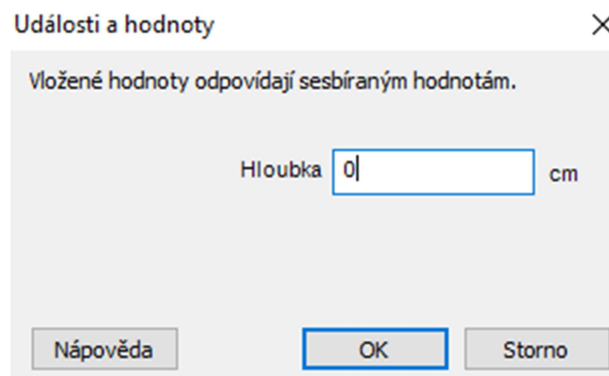 Události a hodnoty
Vložené hodnoty odpovídají sesbíraným hodnotám.
Hloubka 0 cm
Nápověda OK Storno